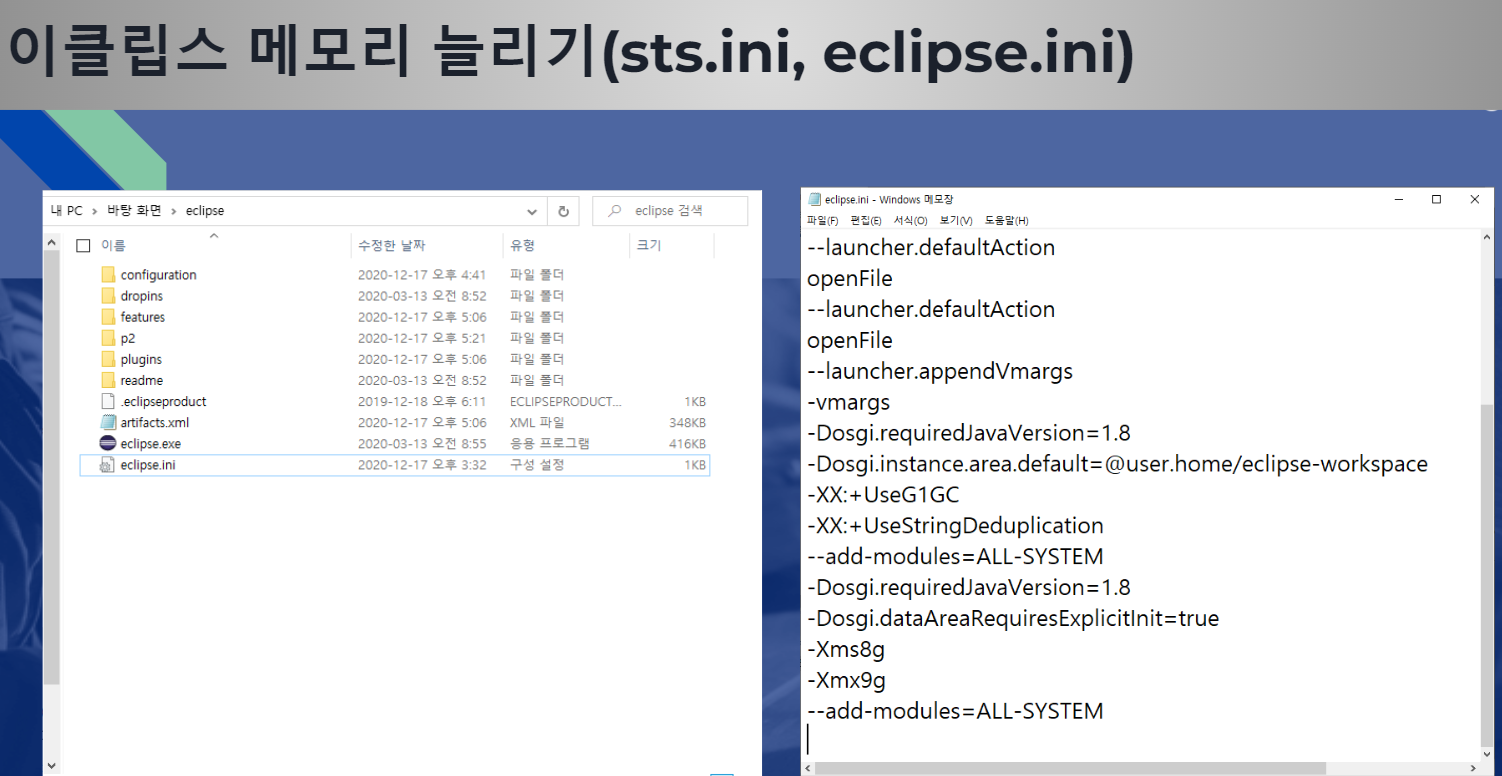 이클립스 메모리 늘리기(sts.ini, eclipse.ini)
내 PC > 바탕 화면 > eclipse
eclipse 검색
이름 수정한 날짜 유형 크기
configuration 2020-12-17 오후 4:41 파일 폴더
dropins 2020-03-13 오전 8:52 파일 폴더
features 2020-12-17 오후 5:06 파일 폴더
p2 2020-12-17 오후 5:21 파일 폴더
plugins 2020-12-17 오후 5:06 파일 폴더
readme 2020-03-13 오전 8:52 파일 폴더
.eclipseproduct 2019-12-18 오후 6:11 ECLIPSEPRODUCT... 1KB
artifacts.xml 2020-12-17 오후 5:06 XML 파일 348KB
eclipse.exe 2020-03-13 오전 8:55 응용 프로그램 416KB
eclipse.ini 2020-12-17 오후 3:32 구성 설정 1KB
eclipse.ini - Windows 메모장
파일(F) 편집(E) 서식(O) 보기(V) 도움말(H)
--launcher.defaultAction
openFile
--launcher.defaultAction
openFile
--launcher.appendVmargs
-vmargs
-Dosgi.requiredJavaVersion=1.8
-Dosgi.instance.area.default=@user.home/eclipse-workspace
-XX:+UseG1GC
-XX:+UseStringDeduplication
--add-modules=ALL-SYSTEM
-Dosgi.requiredJavaVersion=1.8
-Dosgi.dataAreaRequiresExplicitInit=true
-Xms8g
-Xmx9g
--add-modules=ALL-SYSTEM